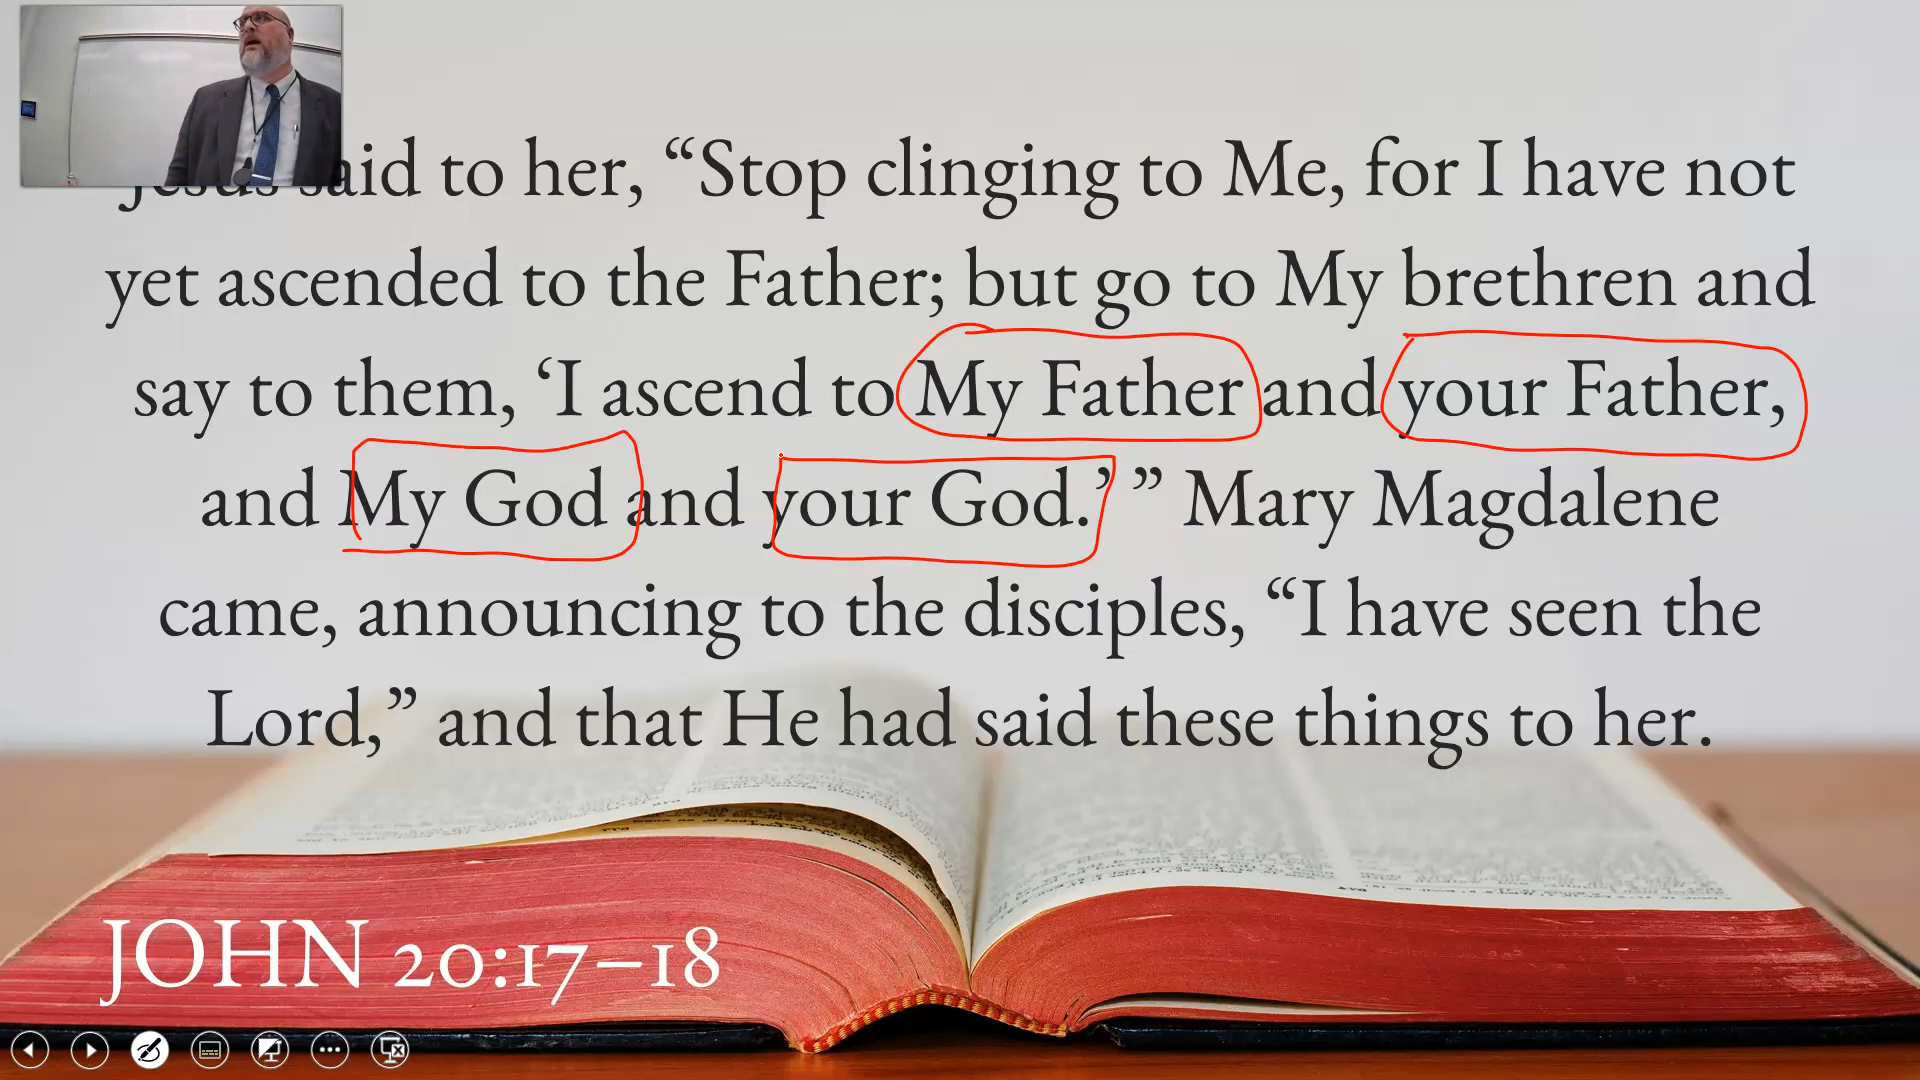 Jesus said to her, “Stop clinging to Me, for I have not
yet ascended to the Father; but go to My brethren and
say to them, ‘I ascend to My Father and your Father,
and My God and your God.’ ” Mary Magdalene
came, announcing to the disciples, “I have seen the
Lord,” and that He had said these things to her.
JOHN 20:17–18